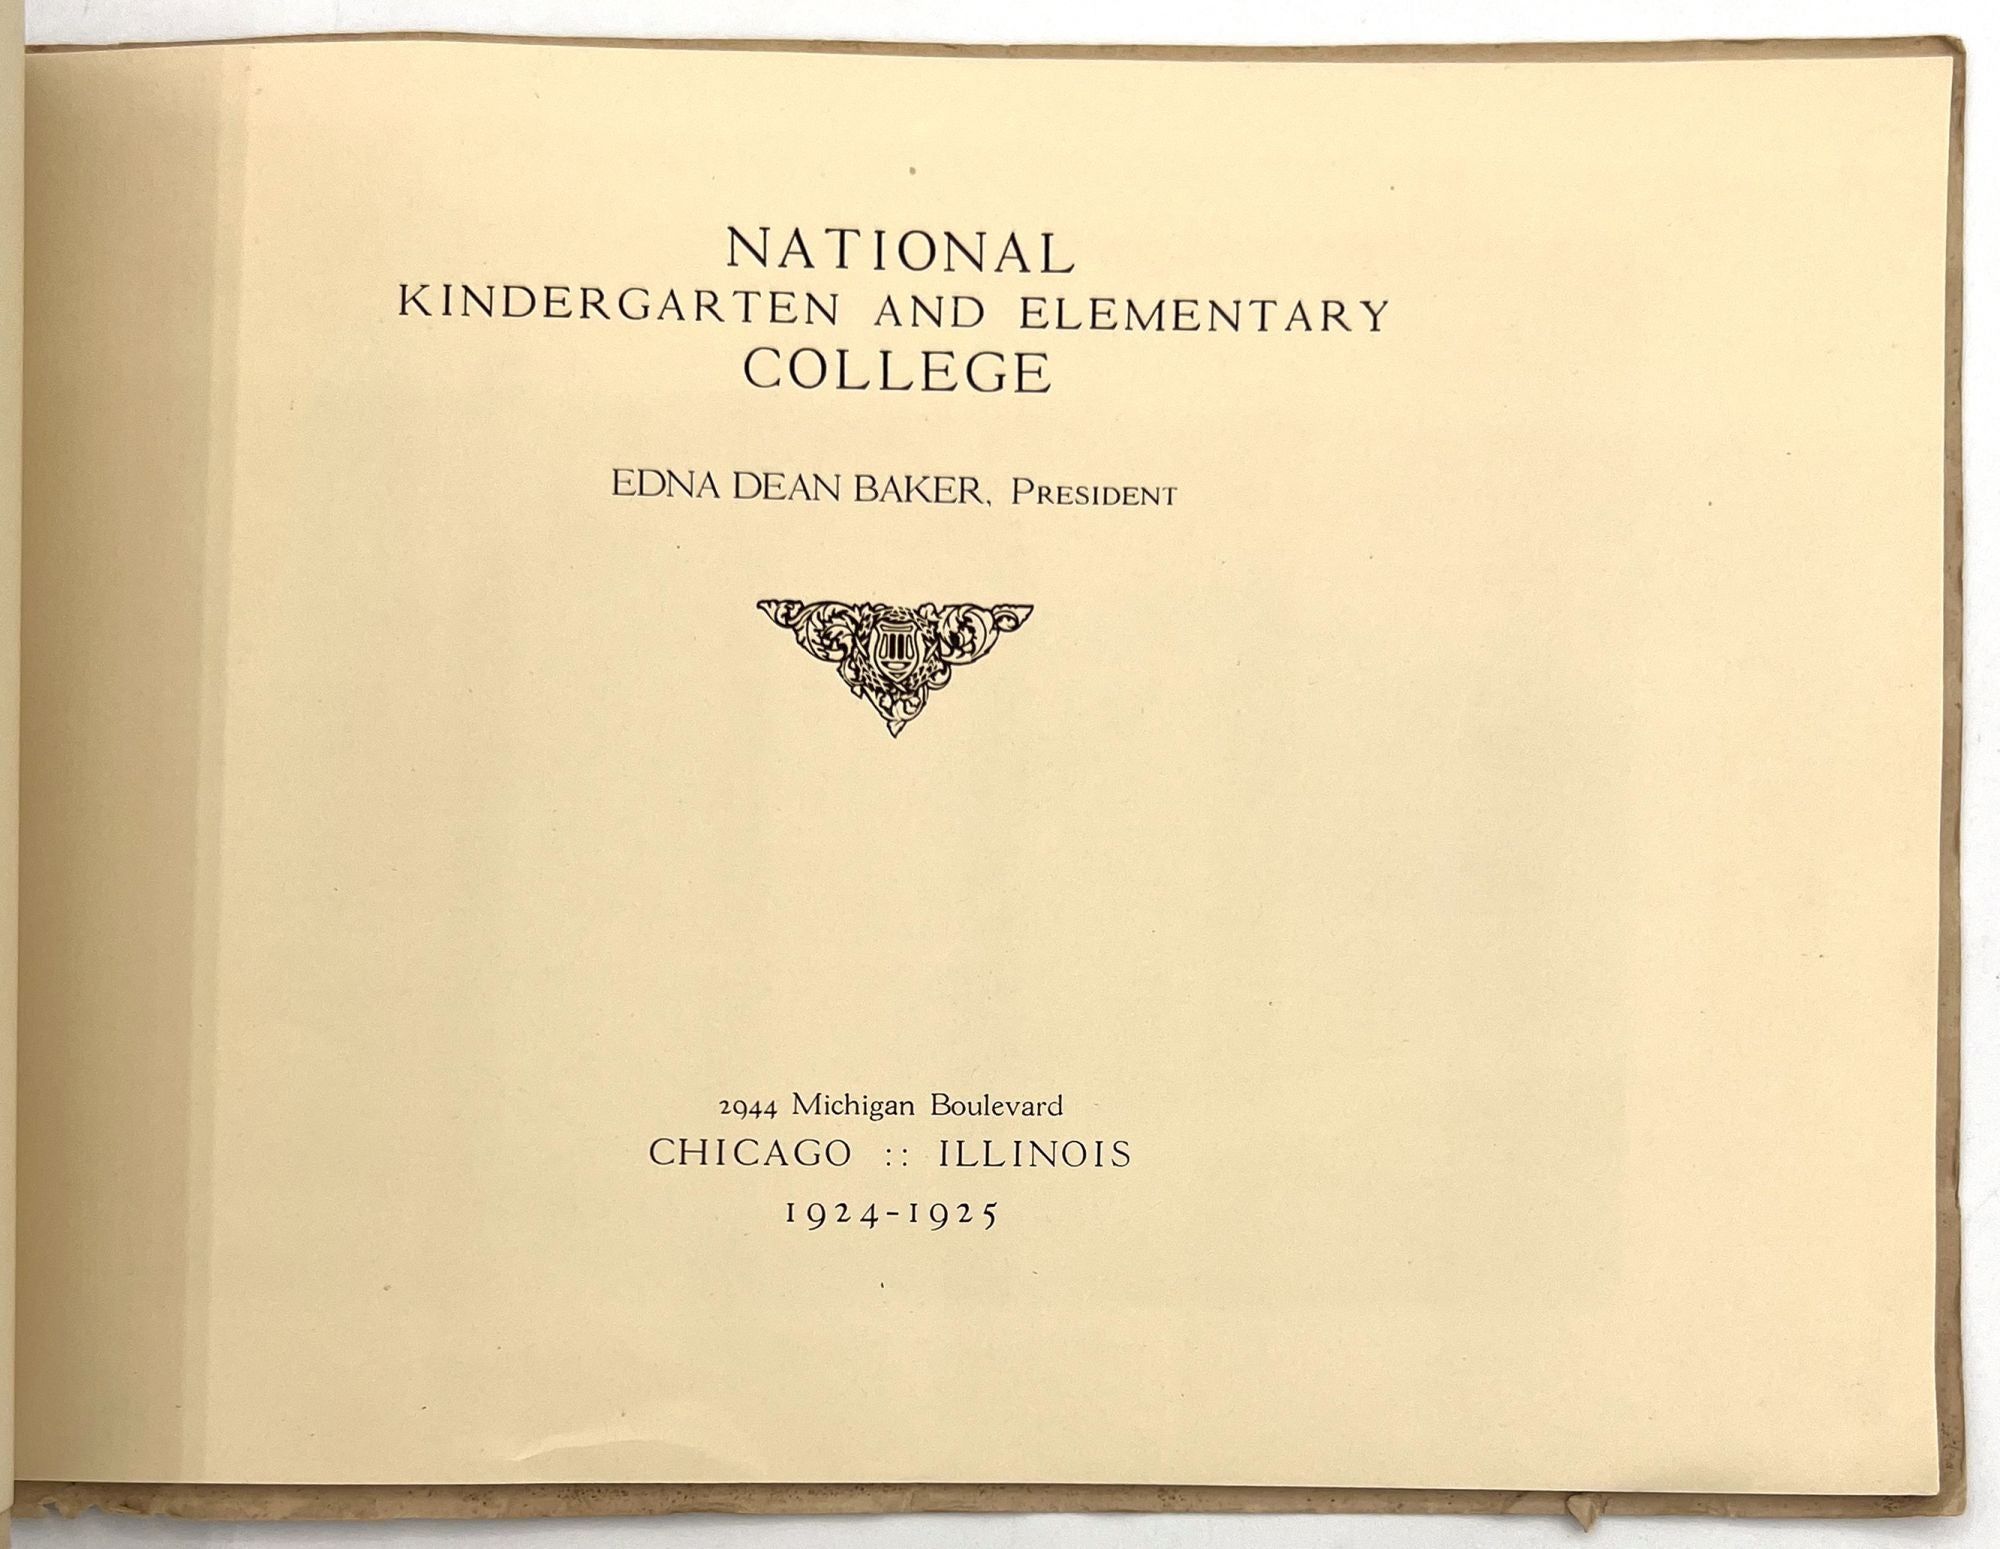 NATIONAL
KINDERGARTEN AND ELEMENTARY
COLLEGE
EDNA DEAN BAKER, PRESIDENT
2944 Michigan Boulevard
CHICAGO :: ILLINOIS
1924-1925